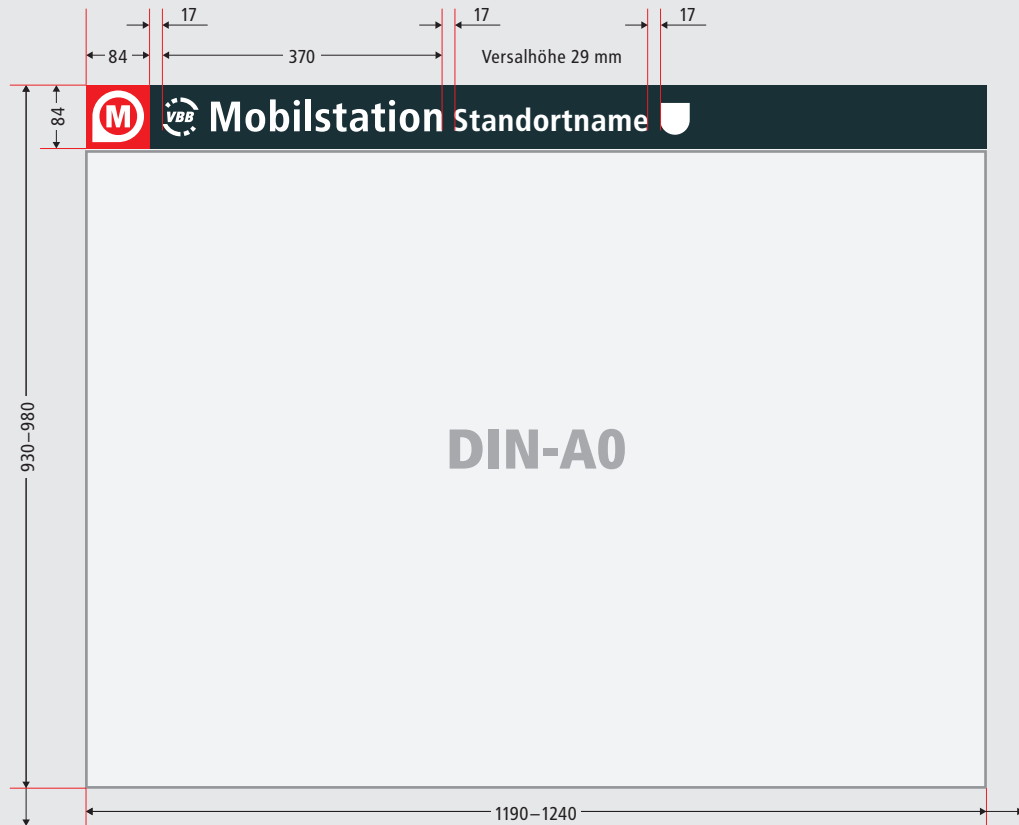 17 17 17
84 370 Versalhöhe 29 mm
84
M VBB Mobilstation Standortname
930–980
DIN-A0
1190–1240